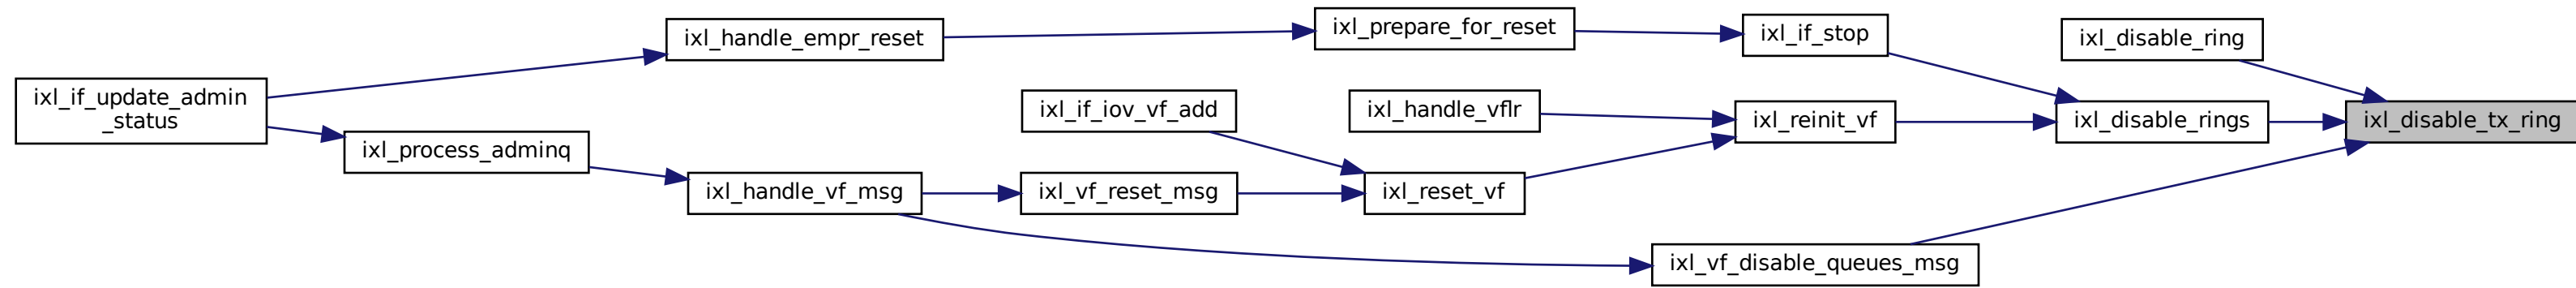 ixl_if_update_admin
_status
ixl_handle_empr_reset
ixl_process_adminq
ixl_handle_vf_msg
ixl_if_iov_vf_add
ixl_vf_reset_msg
ixl_prepare_for_reset
ixl_handle_vflr
ixl_reset_vf
ixl_if_stop
ixl_reinit_vf
ixl_vf_disable_queues_msg
ixl_disable_ring
ixl_disable_rings
ixl_disable_tx_ring